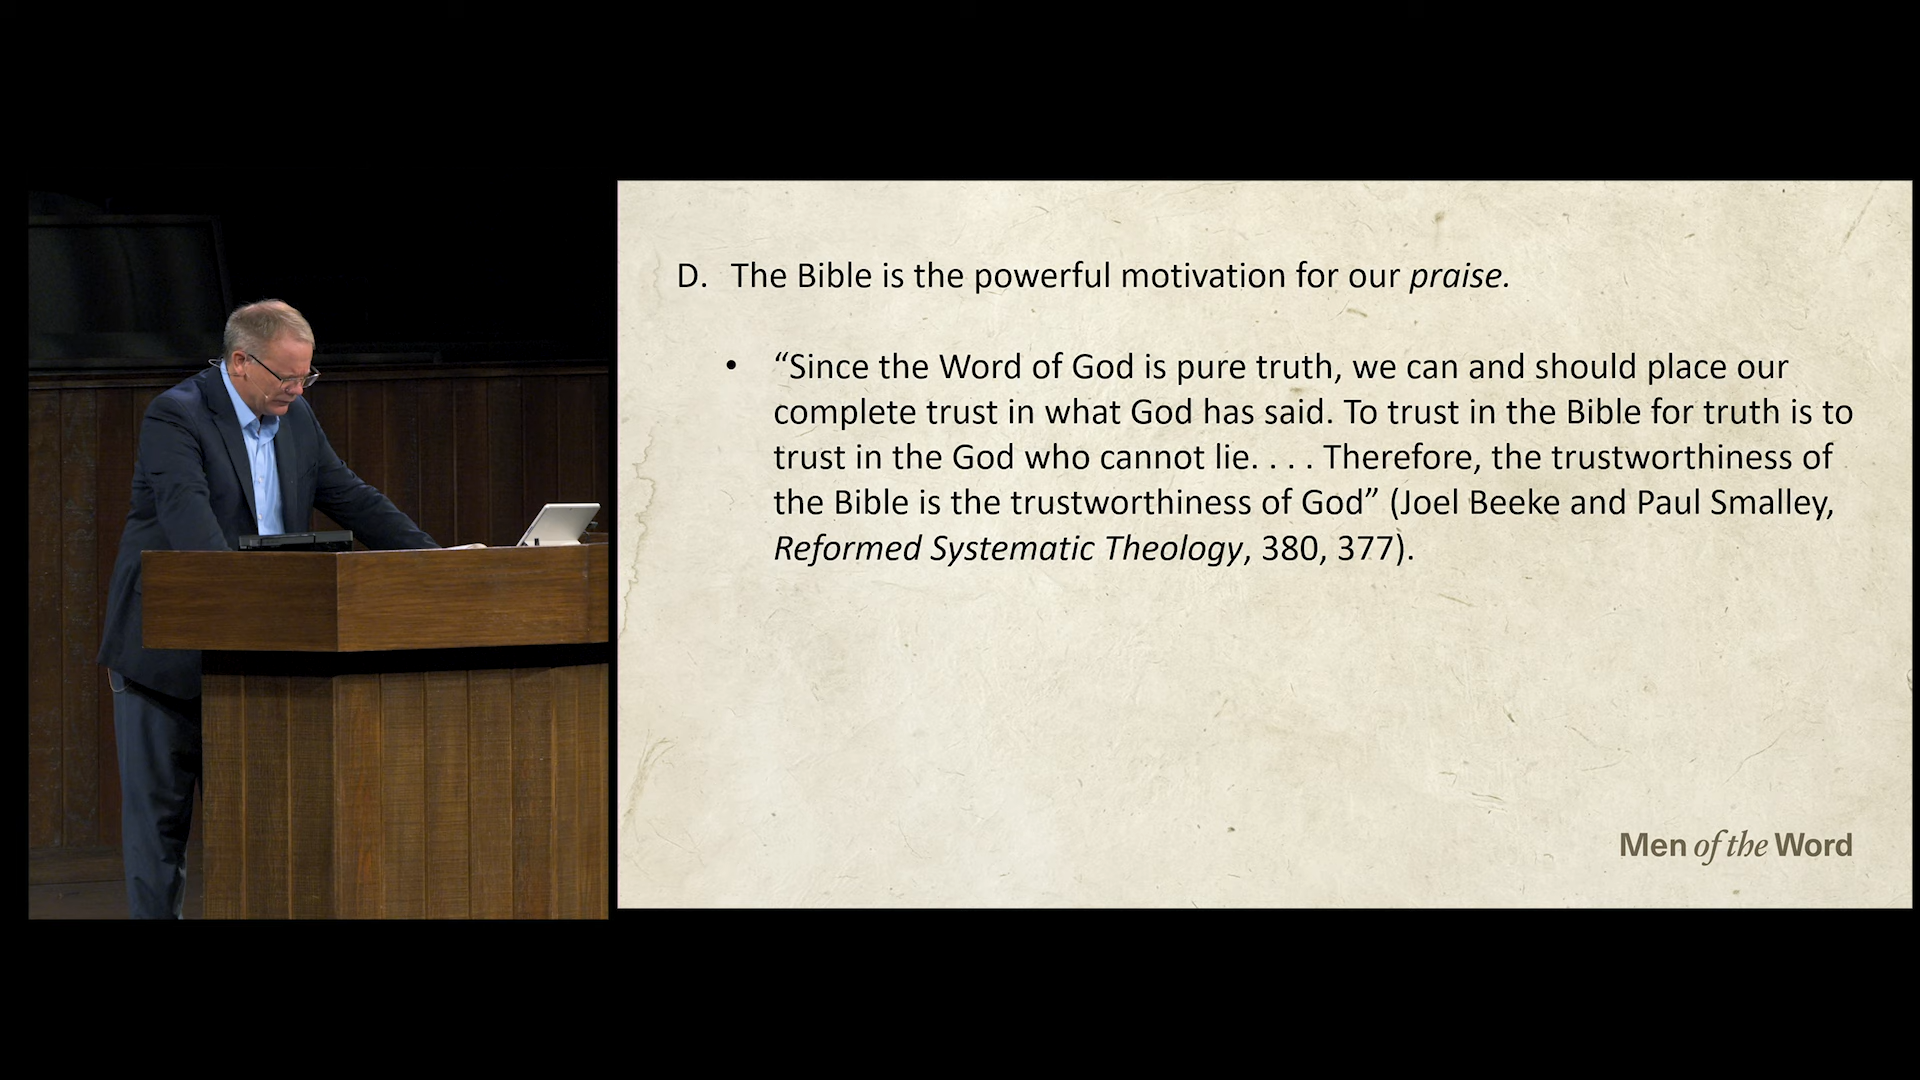 D. The Bible is the powerful motivation for our praise.
• “Since the Word of God is pure truth, we can and should place our
complete trust in what God has said. To trust in the Bible for truth is to
trust in the God who cannot lie. . . . Therefore, the trustworthiness of
the Bible is the trustworthiness of God” (Joel Beeke and Paul Smalley,
Reformed Systematic Theology, 380, 377).
Men of the Word